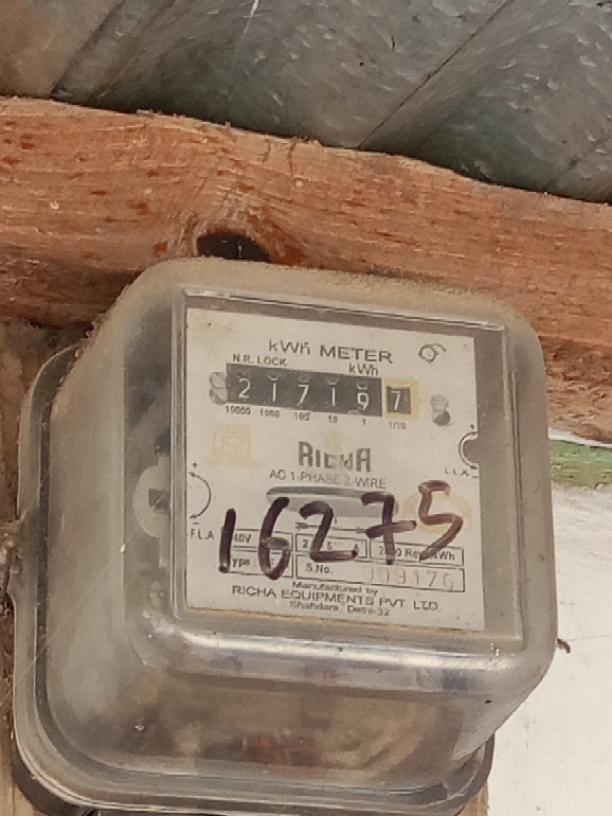 kWh METER
N.R. LOCK kWh
2 1 7 1 9 7
10000 1000 100 10 1 1/10
RICHA
AC 1-PHASE 2-WIRE
L.L.A.
16275
F.L.A
S.No.
Manufactured by
RICHA EQUIPMENTS PVT. LTD.
Shahdara, Delhi-32